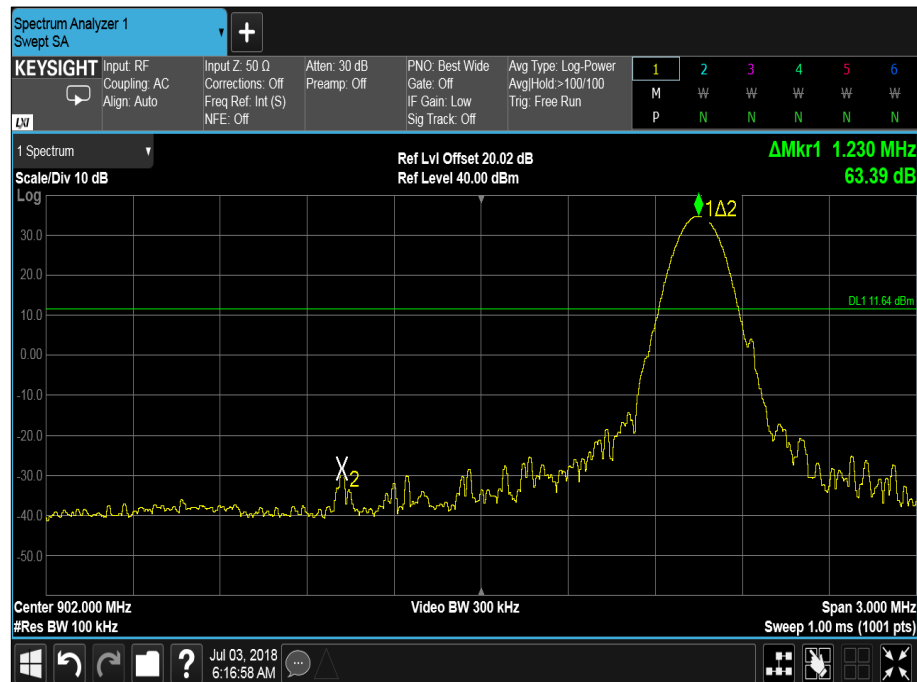 Spectrum Analyzer 1
Swept SA
KEYSIGHT
LXI
Input: RF
Coupling: AC
Align: Auto
Input Z: 50 Ω
Corrections: Off
Freq Ref: Int (S)
NFE: Off
Atten: 30 dB
Preamp: Off
PNO: Best Wide
Gate: Off
IF Gain: Low
Sig Track: Off
Avg Type: Log-Power
Avg|Hold:>100/100
Trig: Free Run
1 2 3 4 5 6
M W W W W W
P N N N N N
1 Spectrum
Scale/Div 10 dB
Ref Lvl Offset 20.02 dB
Ref Level 40.00 dBm
ΔMkr1 1.230 MHz
63.39 dB
Log
1Δ2
30.0
20.0
DL1 11.64 dBm
10.0
0.00
-10.0
-20.0
X2
-30.0
-40.0
-50.0
Center 902.000 MHz
#Res BW 100 kHz
Video BW 300 kHz
Span 3.000 MHz
Sweep 1.00 ms (1001 pts)
?
Jul 03, 2018
6:16:58 AM